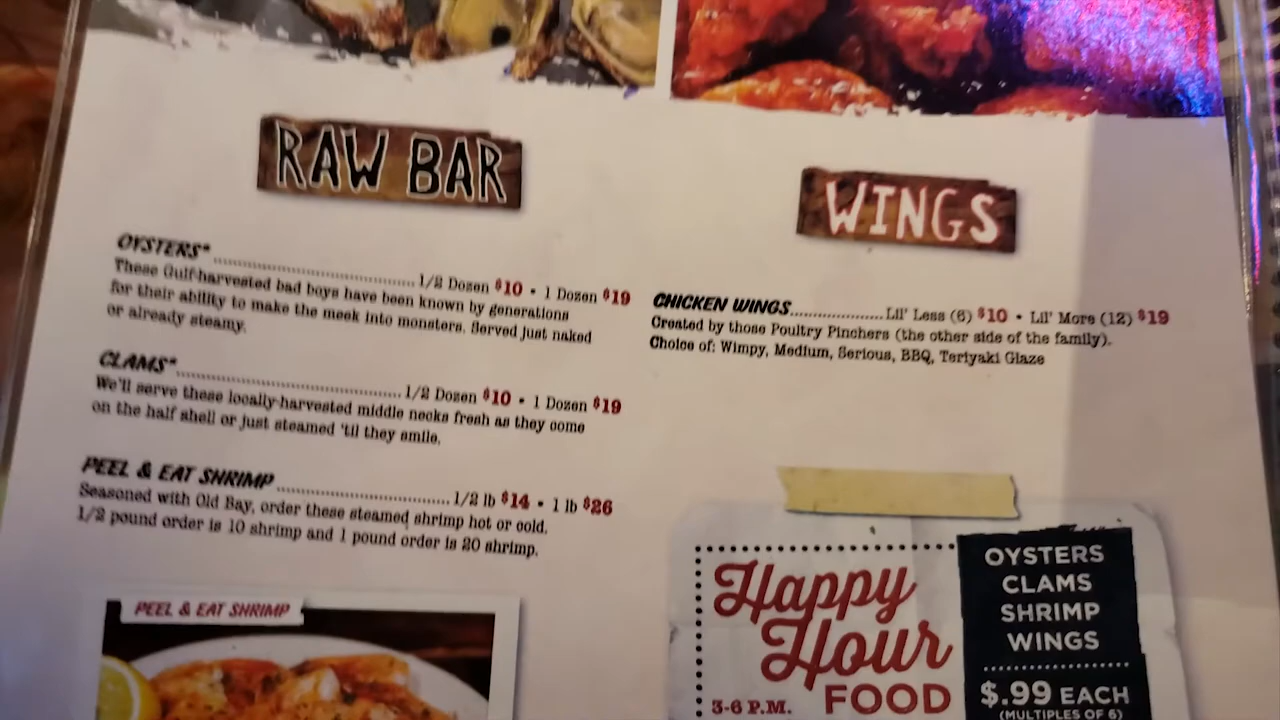 RAW BAR
OYSTERS* 1/2 Dozen $10 • 1 Dozen $19
These Gulf-harvested bad boys have been known by generations
for their ability to make the meek into monsters. Served just naked
or already steamy.
CLAMS* 1/2 Dozen $10 • 1 Dozen $19
We'll serve these locally-harvested middle necks fresh as they come
on the half shell or just steamed 'til they smile.
PEEL & EAT SHRIMP 1/2 lb $14 • 1 lb $26
Seasoned with Old Bay, order these steamed shrimp hot or cold.
1/2 pound order is 10 shrimp and 1 pound order is 20 shrimp.
PEEL & EAT SHRIMP
WINGS
CHICKEN WINGS Lil' Less (6) $10 • Lil' More (12) $19
Created by those Poultry Pinchers (the other side of the family).
Choice of: Wimpy, Medium, Serious, BBQ, Teriyaki Glaze
Happy
Hour
FOOD
3-6 P.M.
OYSTERS
CLAMS
SHRIMP
WINGS
$.99 EACH
(MULTIPLES OF 6)